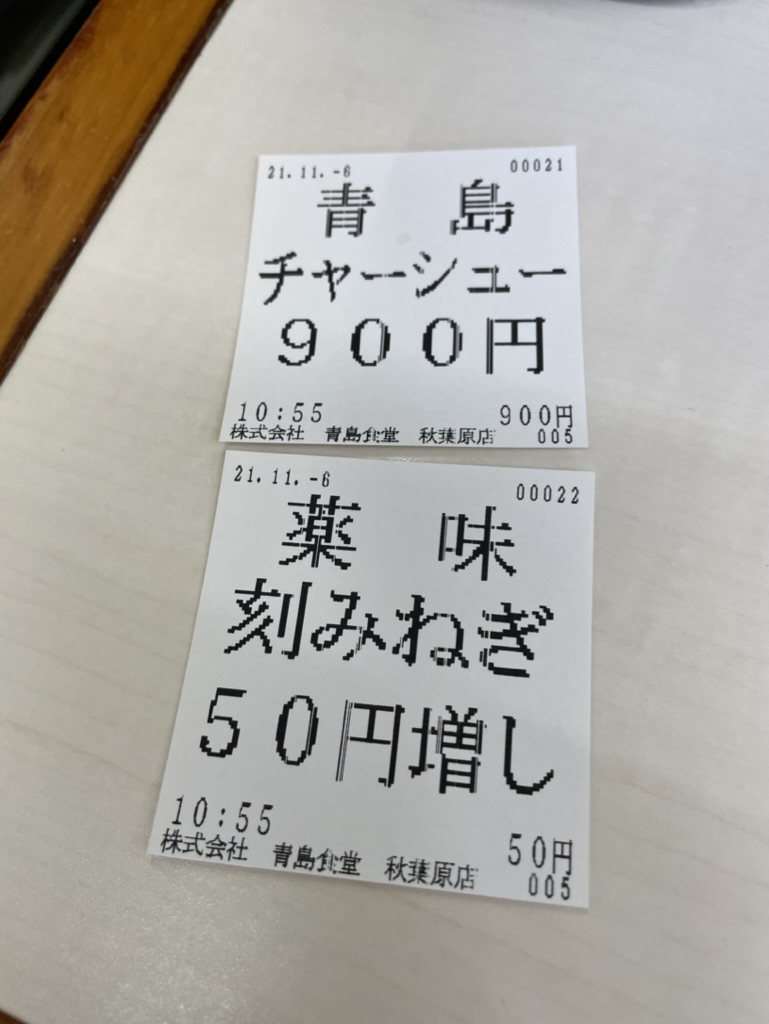 21.11.-6 00021
青 島
チャーシュー
900円
10:55 900円
株式会社 青島食堂 秋葉原店 005
21.11.-6 00022
薬 味
刻みねぎ
50円増し
10:55 50円
株式会社 青島食堂 秋葉原店 005